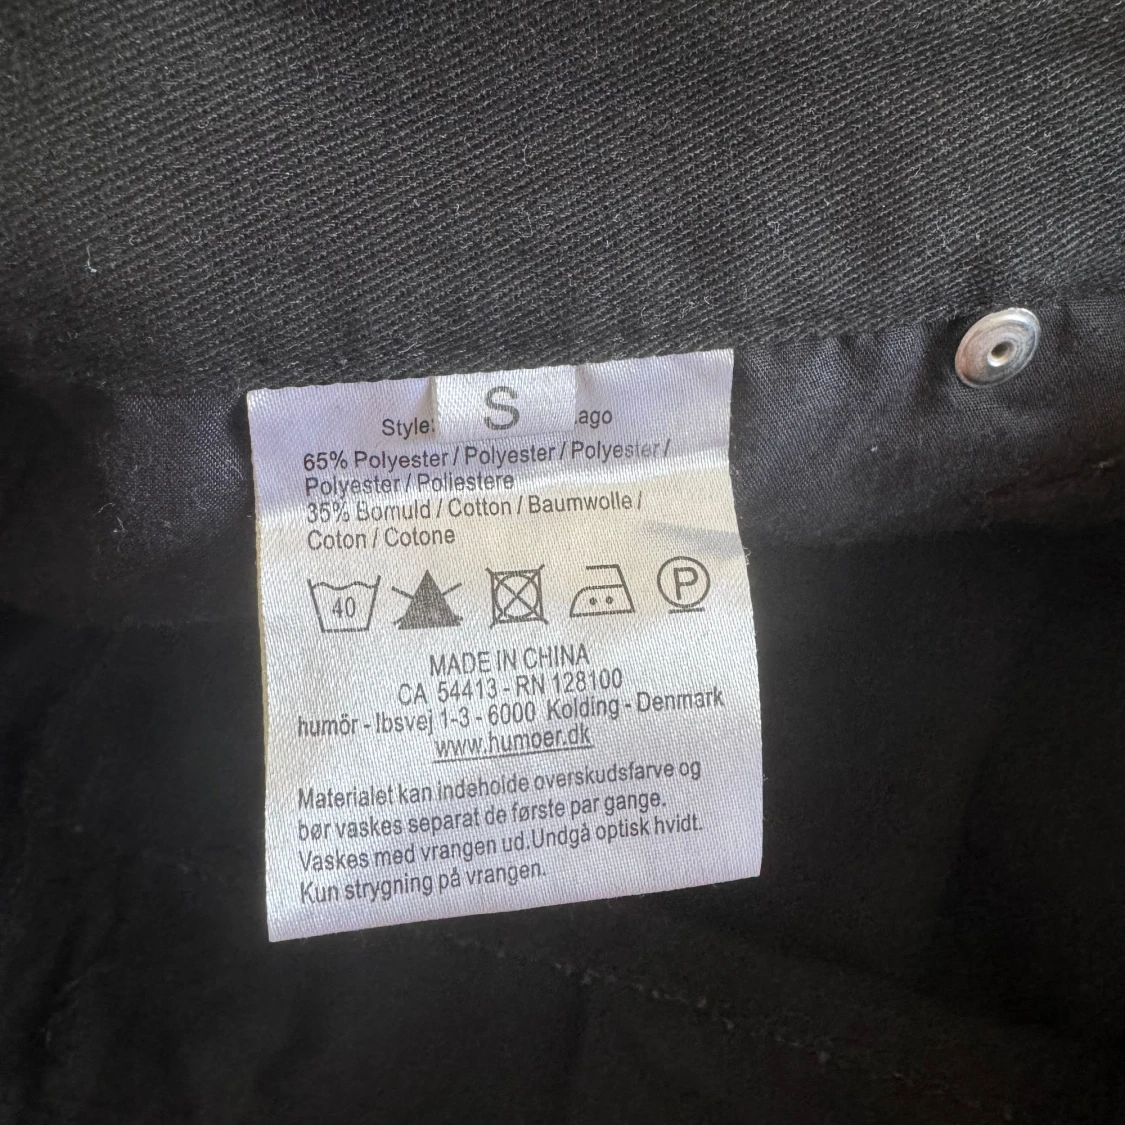 S
Style:
65% Polyester / Polyester / Polyester /
Polyester / Poliestere
35% Bomuld / Cotton / Baumwolle /
Coton / Cotone
40
P
MADE IN CHINA
CA 54413 - RN 128100
humör - Ibsvej 1-3 - 6000 Kolding - Denmark
www.humoer.dk
Materialet kan indeholde overskudsfarve og
bør vaskes separat de første par gange.
Vaskes med vrangen ud.Undgå optisk hvidt.
Kun strygning på vrangen.